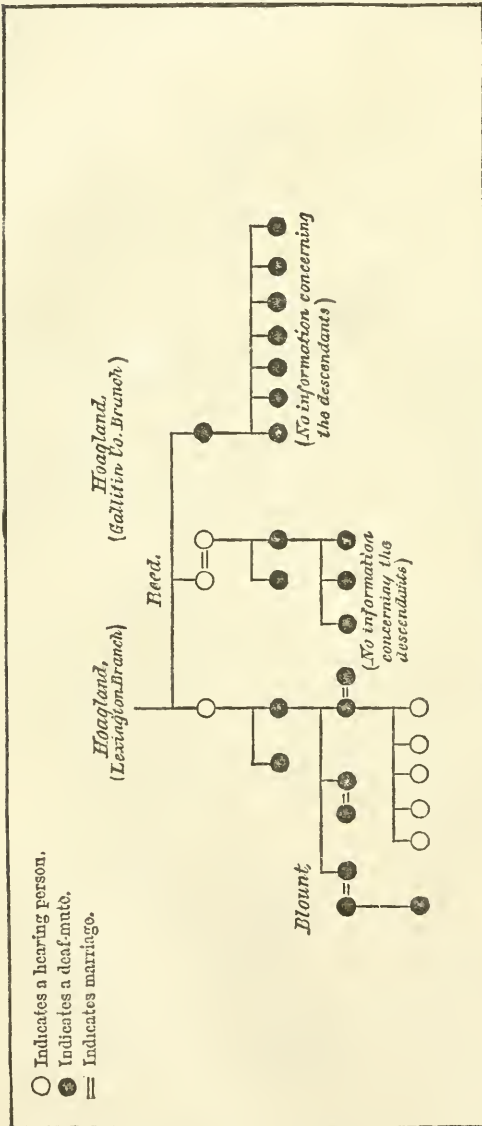 Indicates a hearing person.
Indicates a deaf-mute.
Indicates marriage.
Hoagland,
(Lexington Branch)
Reed.
Hoagland,
(Gallitin Co. Branch)
Blount,
(No information
concerning the
descendants)
(No information concerning
the descendants)